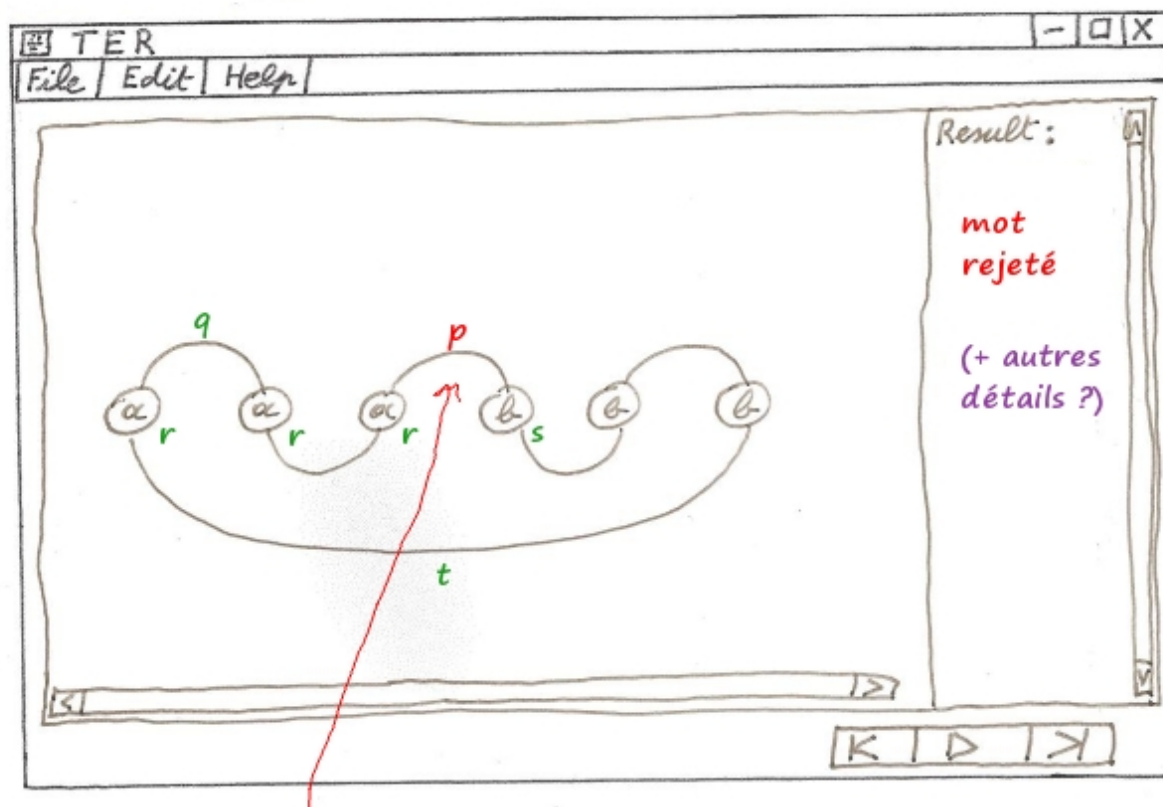 TER
File Edit Help
Result:
mot
rejeté
(+ autres
détails ?)
q p
a a a b b b
r r r s
t